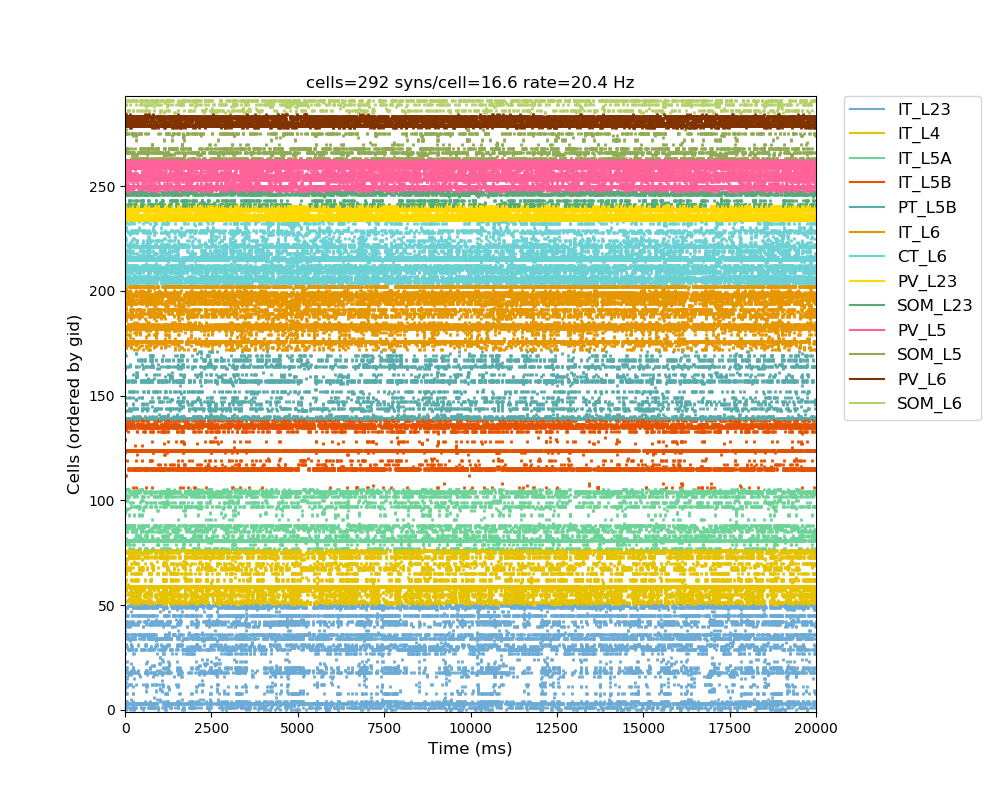 cells=292 syns/cell=16.6 rate=20.4 Hz
Cells (ordered by gid)
250
200
150
100
50
0
0 2500 5000 7500 10000 12500 15000 17500 20000
Time (ms)
IT_L23
IT_L4
IT_L5A
IT_L5B
PT_L5B
IT_L6
CT_L6
PV_L23
SOM_L23
PV_L5
SOM_L5
PV_L6
SOM_L6